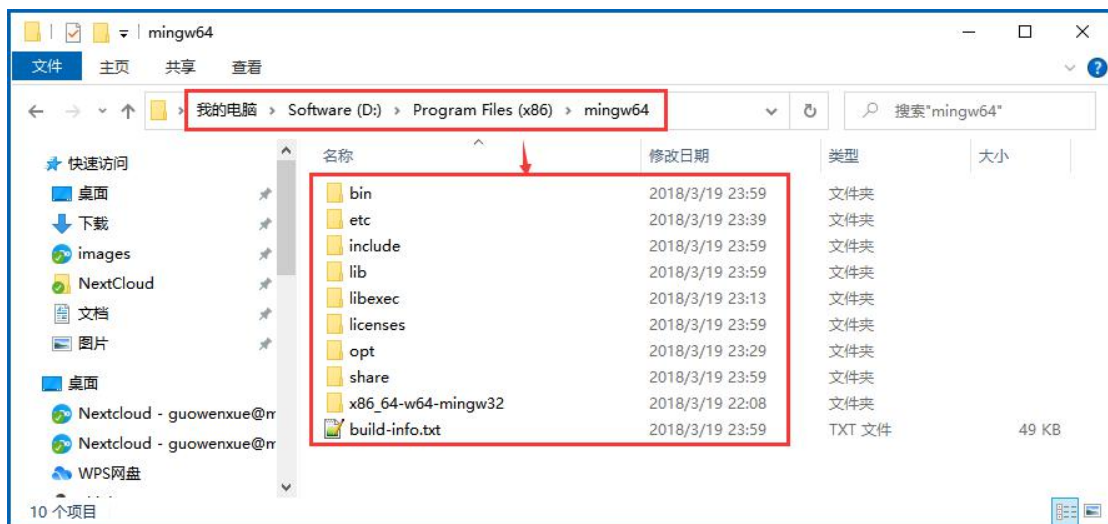 mingw64
文件 主页 共享 查看
我的电脑 Software (D:) Program Files (x86) mingw64 搜索"mingw64"
名称 修改日期 类型 大小
快速访问
桌面
下载
images
NextCloud
文档
图片
桌面
Nextcloud - guowenxue@m
Nextcloud - guowenxue@m
WPS网盘
bin 2018/3/19 23:59 文件夹
etc 2018/3/19 23:39 文件夹
include 2018/3/19 23:59 文件夹
lib 2018/3/19 23:59 文件夹
libexec 2018/3/19 23:13 文件夹
licenses 2018/3/19 23:59 文件夹
opt 2018/3/19 23:29 文件夹
share 2018/3/19 23:59 文件夹
x86_64-w64-mingw32 2018/3/19 22:08 文件夹
build-info.txt 2018/3/19 23:59 TXT 文件 49 KB
10 个项目